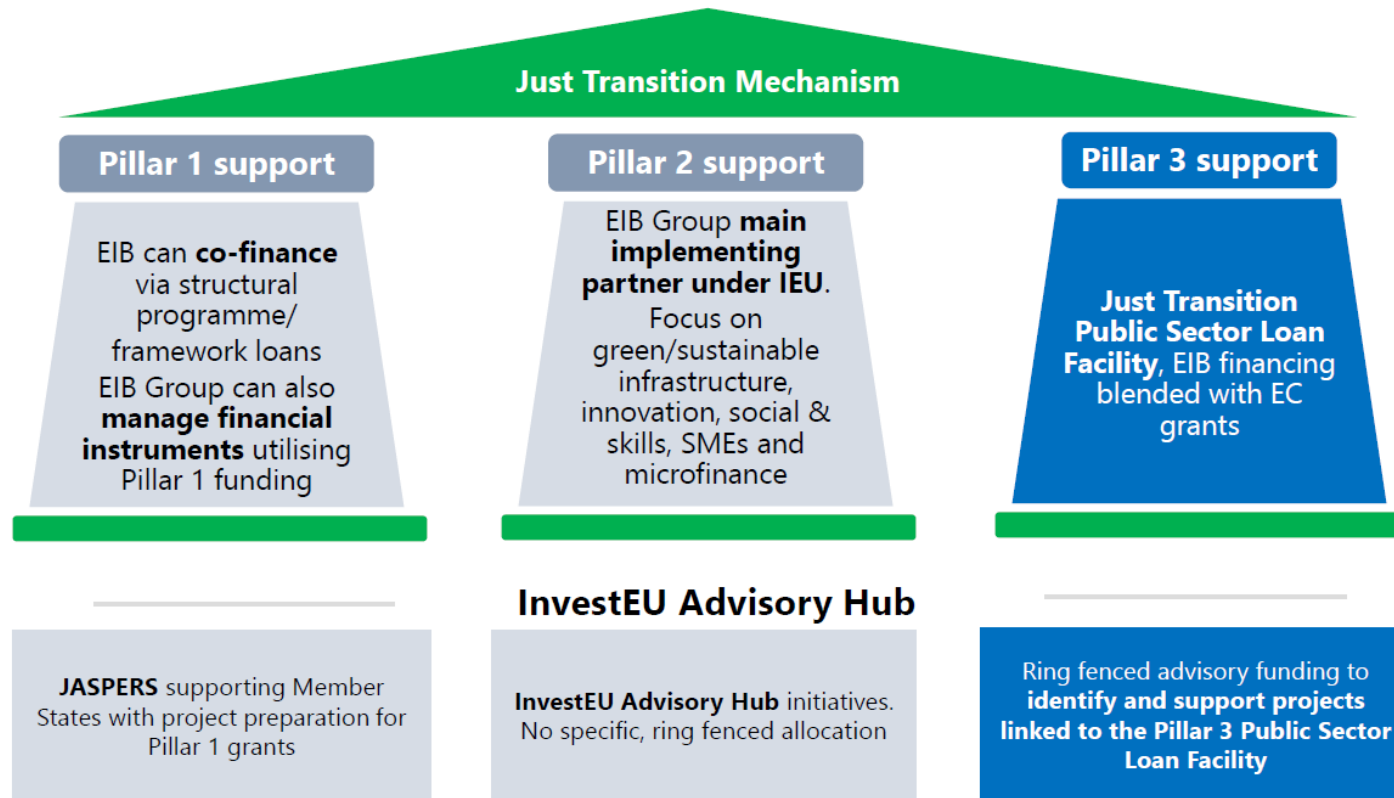 Just Transition Mechanism
Pillar 1 support
EIB can co-finance
via structural
programme/
framework loans
EIB Group can also
manage financial
instruments utilising
Pillar 1 funding
Pillar 2 support
EIB Group main
implementing
partner under IEU.
Focus on
green/sustainable
infrastructure,
innovation, social &
skills, SMEs and
microfinance
Pillar 3 support
Just Transition
Public Sector Loan
Facility, EIB financing
blended with EC
grants
InvestEU Advisory Hub
JASPERS supporting Member
States with project preparation for
Pillar 1 grants
InvestEU Advisory Hub initiatives.
No specific, ring fenced allocation
Ring fenced advisory funding to
identify and support projects
linked to the Pillar 3 Public Sector
Loan Facility